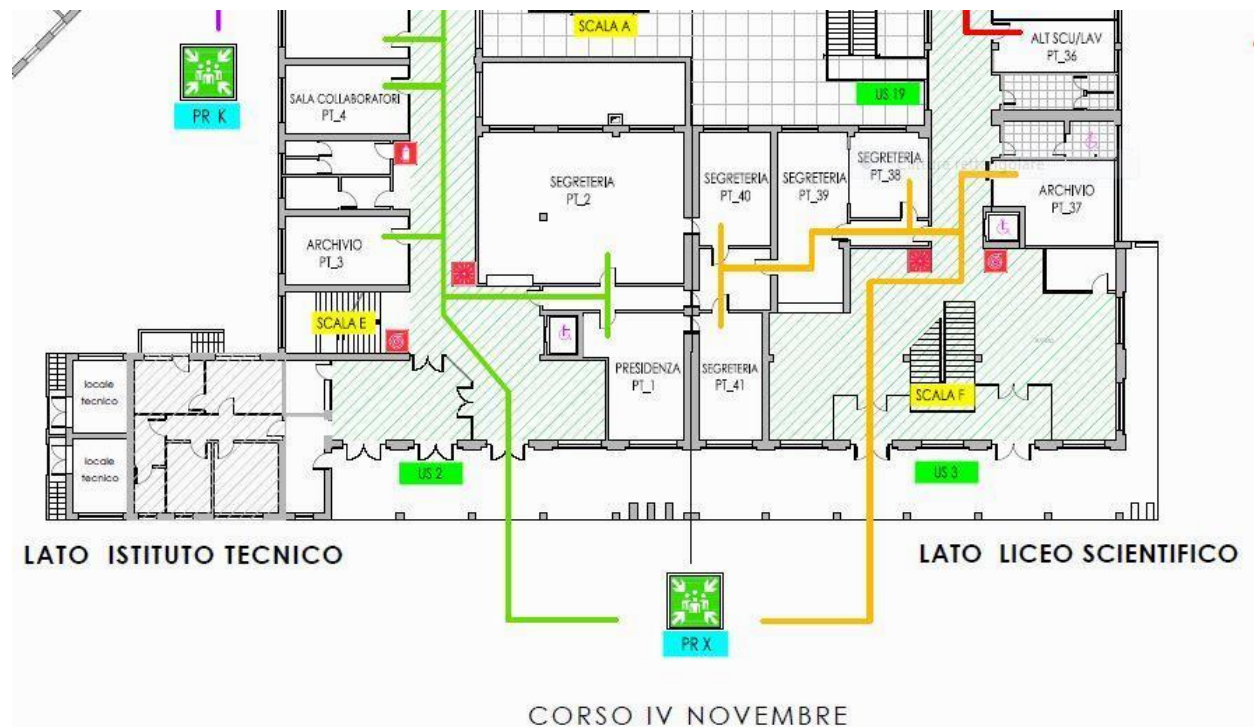 SCALA A
ALT SCU/LAV
PT_36
SALA COLLABORATORI
PT_4
PR K
US 19
SEGRETERIA
PT_2
SEGRETERIA
PT_40
SEGRETERIA
PT_39
SEGRETERIA
PT_38
ARCHIVIO
PT_37
ARCHIVIO
PT_3
SCALA E
PRESIDENZA
PT_1
SEGRETERIA
PT_41
SCALA F
locale
tecnico
locale
tecnico
US 2
US 3
LATO ISTITUTO TECNICO
LATO LICEO SCIENTIFICO
PR X
CORSO IV NOVEMBRE